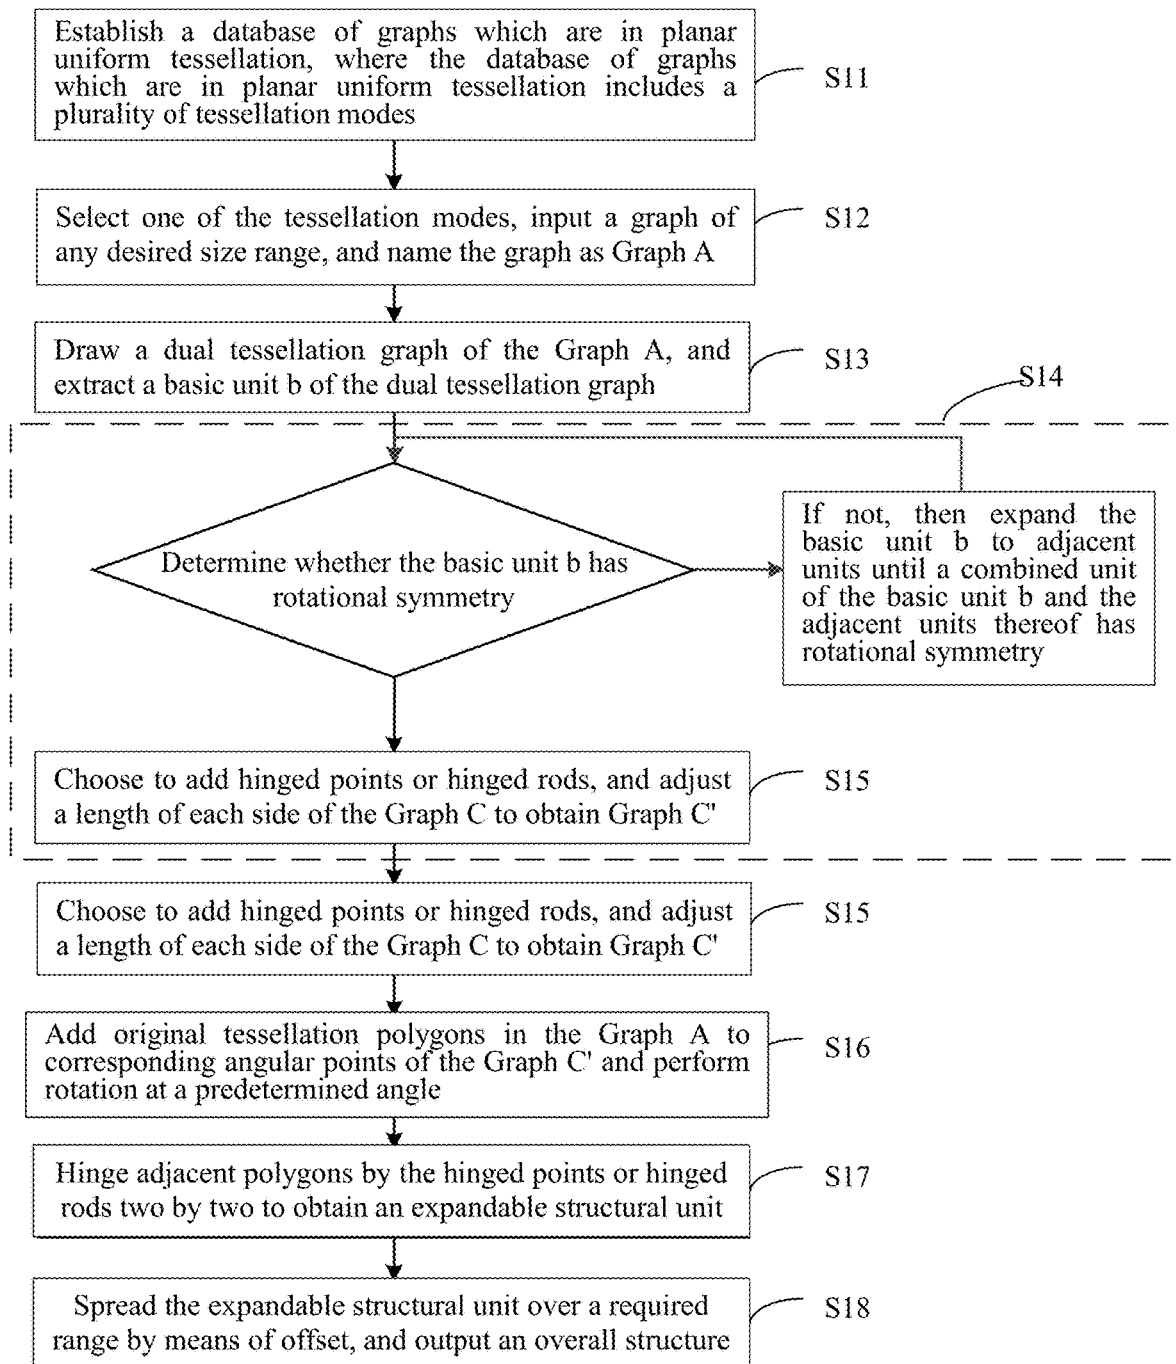 Establish a database of graphs which are in planar
uniform tessellation, where the database of graphs
which are in planar uniform tessellation includes a
plurality of tessellation modes
S11
Select one of the tessellation modes, input a graph of
any desired size range, and name the graph as Graph A
S12
Draw a dual tessellation graph of the Graph A, and
extract a basic unit b of the dual tessellation graph
S13
S14
Determine whether the basic unit b has
rotational symmetry
If not, then expand the
basic unit b to adjacent
units until a combined unit
of the basic unit b and the
adjacent units thereof has
rotational symmetry
Choose to add hinged points or hinged rods, and adjust
a length of each side of the Graph C to obtain Graph C'
S15
Choose to add hinged points or hinged rods, and adjust
a length of each side of the Graph C to obtain Graph C'
S15
Add original tessellation polygons in the Graph A to
corresponding angular points of the Graph C' and perform
rotation at a predetermined angle
S16
Hinge adjacent polygons by the hinged points or hinged
rods two by two to obtain an expandable structural unit
S17
Spread the expandable structural unit over a required
range by means of offset, and output an overall structure
S18